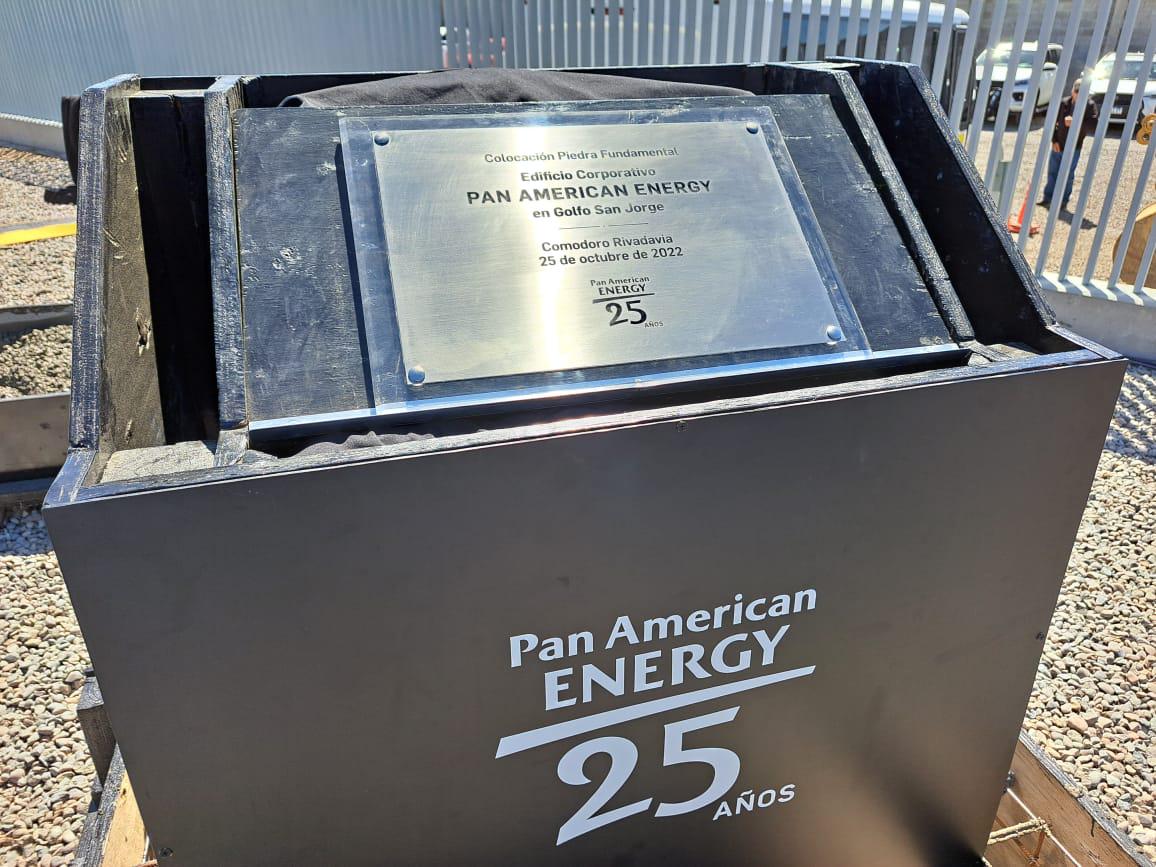 Colocación Piedra Fundamental
Edificio Corporativo
PAN AMERICAN ENERGY
en Golfo San Jorge
Comodoro Rivadavia
25 de octubre de 2022
Pan American
ENERGY
25
AÑOS
Pan American
ENERGY
25
AÑOS